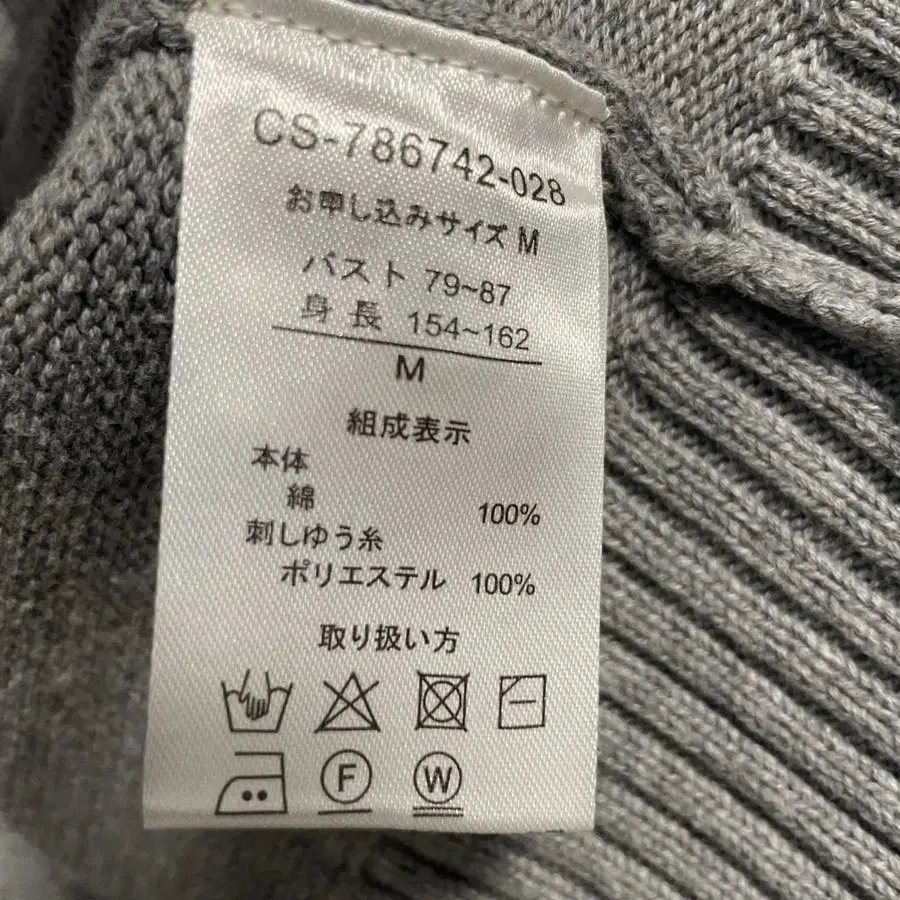 CS-786742-028
お申し込みサイズ M
バスト 79~87
身長 154~162
M
組成表示
本体
綿 100%
刺しゆう糸
ポリエステル 100%
取り扱い方
F W